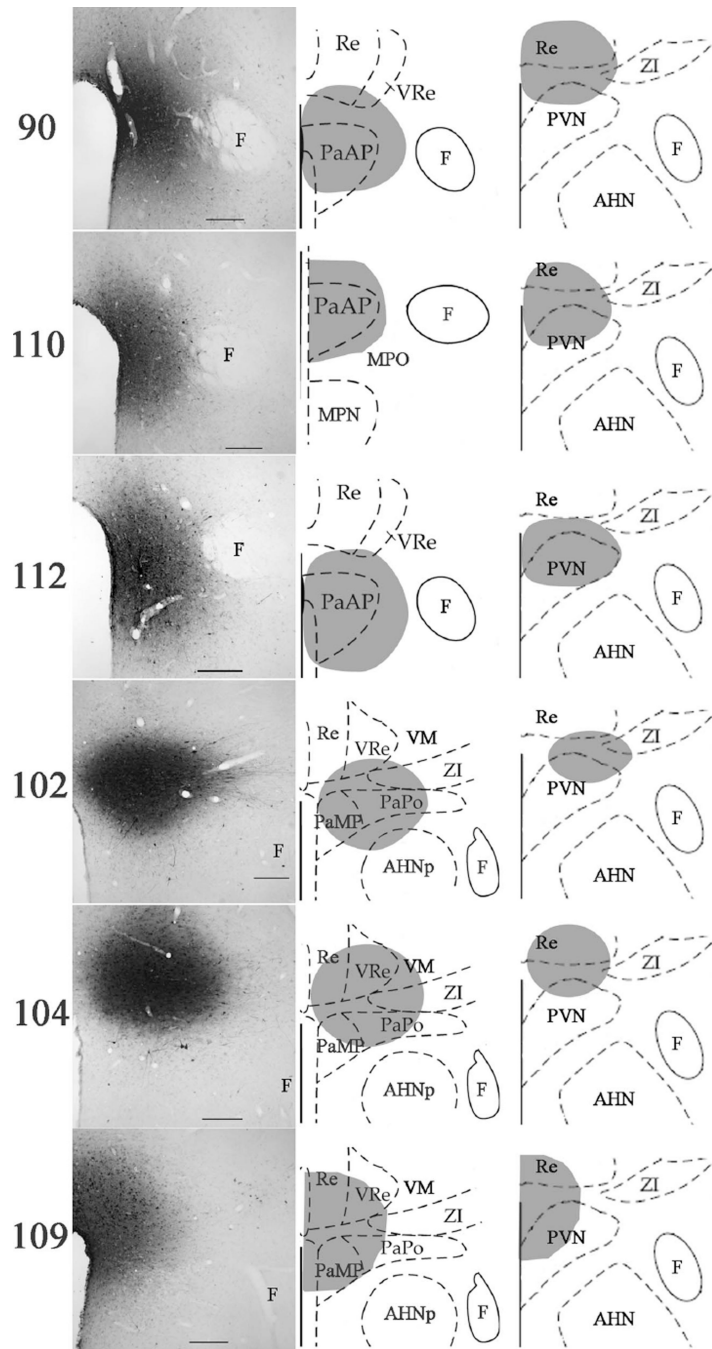 90
F
Re
VRe
PaAP
F
Re
ZI
PVN
F
AHN
110
F
PaAP
F
MPO
MPN
Re
ZI
PVN
F
AHN
112
F
Re
VRe
PaAP
F
Re
ZI
PVN
F
AHN
102
F
Re
VRe
VM
ZI
PaPo
PaMP
AHNp
F
Re
ZI
PVN
F
AHN
104
F
Re
VRe
VM
ZI
PaPo
PaMP
AHNp
F
Re
ZI
PVN
F
AHN
109
F
Re
VRe
VM
ZI
PaPo
PaMP
AHNp
F
Re
ZI
PVN
F
AHN